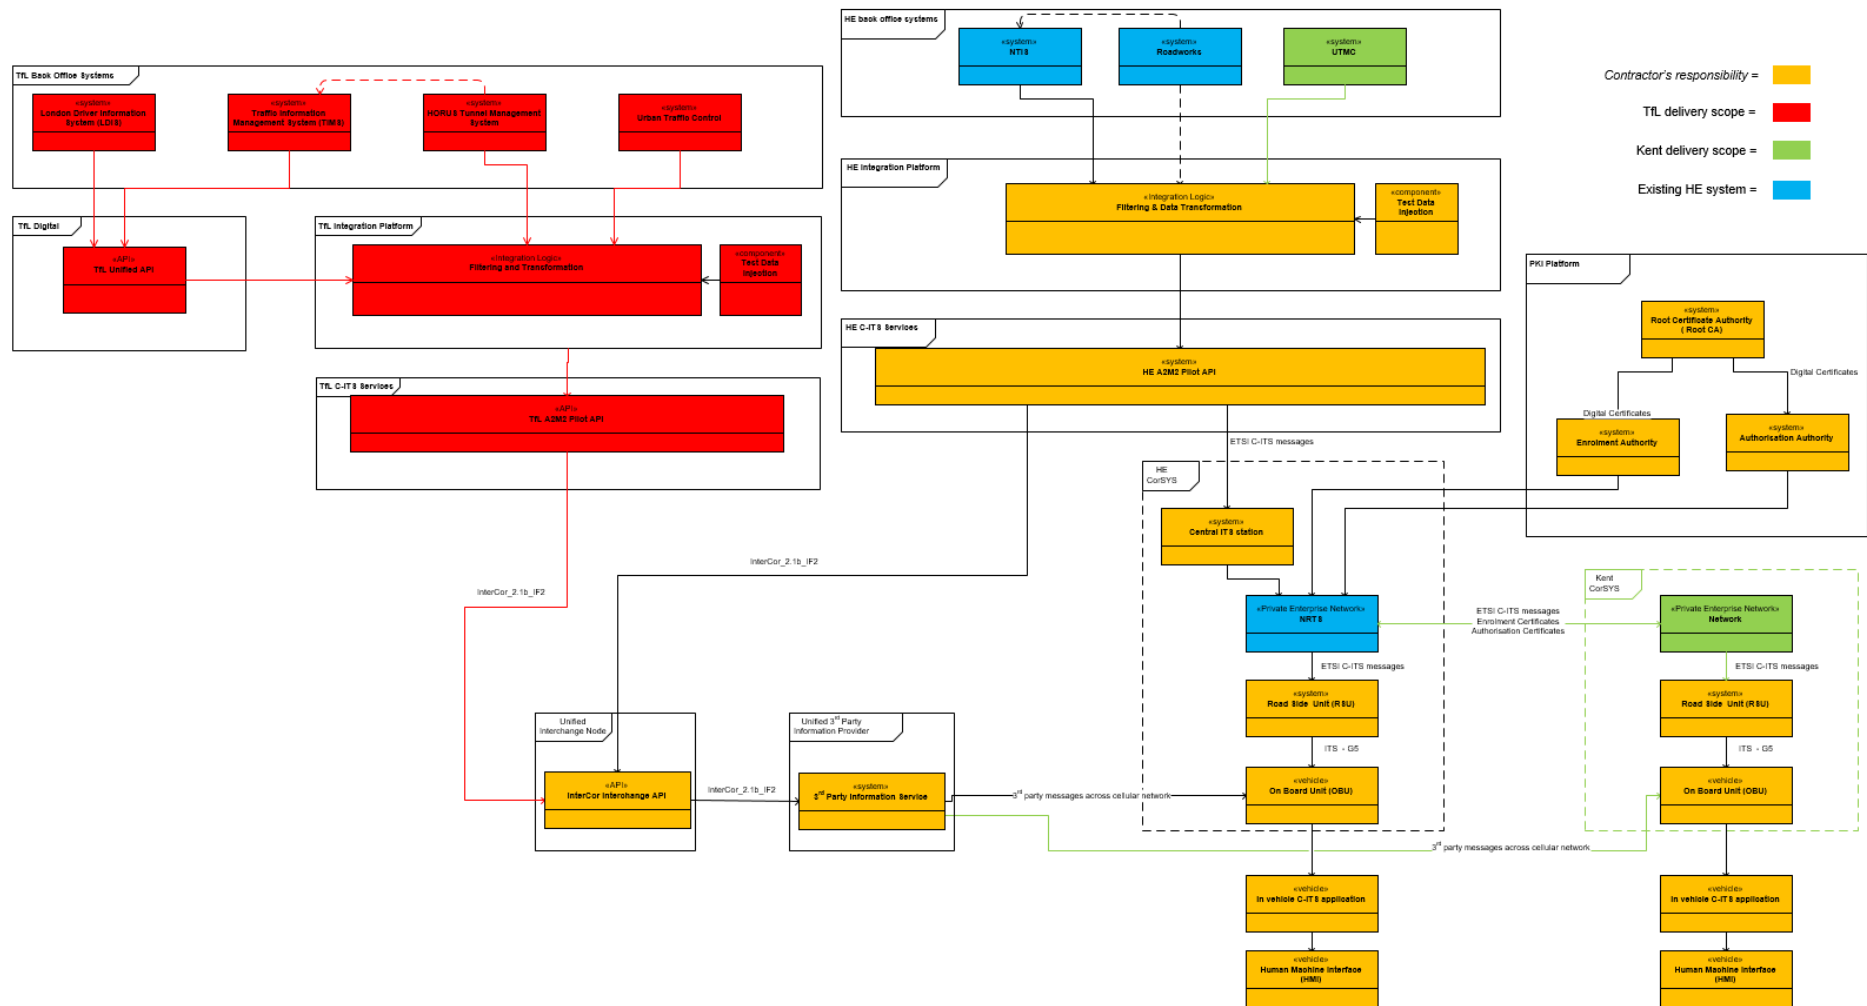 HE back office systems
«system»
NTIS
«system»
Roadworks
«system»
UTMC
Contractor's responsibility =
TfL delivery scope =
Kent delivery scope =
Existing HE system =
TfL Back Office Systems
«system»
London Driver Information
System (LDIS)
«system»
Traffic Information
Management System (TIMS)
«system»
HORUS Tunnel Management
System
«system»
Urban Traffic Control
HE Integration Platform
«Integration Logic»
Filtering & Data Transformation
«component»
Test Data
Injection
TfL Digital
«API»
TfL Unified API
TfL Integration Platform
«Integration Logic»
Filtering and Transformation
«component»
Test Data
Injection
PKI Platform
«system»
Root Certificate Authority
( Root CA)
Digital Certificates
Digital Certificates
«system»
Enrolment Authority
«system»
Authorisation Authority
HE C-ITS Services
«system»
HE A2M2 Pilot API
TfL C-ITS Services
«API»
TfL A2M2 Pilot API
ETSI C-ITS messages
HE
CorSYS
«system»
Central ITS station
InterCor_2.1b_IF2
InterCor_2.1b_IF2
Kent
CorSYS
«Private Enterprise Network»
NRTS
ETSI C-ITS messages
Enrolment Certificates
Authorisation Certificates
«Private Enterprise Network»
Network
ETSI C-ITS messages
ETSI C-ITS messages
«system»
Road Side Unit (RSU)
«system»
Road Side Unit (RSU)
ITS - G5
ITS - G5
Unified
Interchange Node
«API»
InterCor Interchange API
InterCor_2.1b_IF2
Unified 3rd Party
Information Provider
«system»
3rd Party Information Service
3rd party messages across cellular network
«vehicle»
On Board Unit (OBU)
«vehicle»
On Board Unit (OBU)
3rd party messages across cellular network
«vehicle»
In vehicle C-ITS application
«vehicle»
In vehicle C-ITS application
«vehicle»
Human Machine Interface
(HMI)
«vehicle»
Human Machine Interface
(HMI)